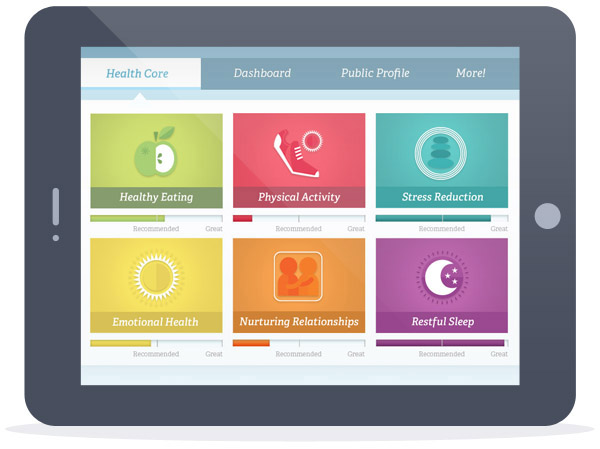 Health Core Dashboard Public Profile More!
Healthy Eating Physical Activity Stress Reduction
Recommended Great Recommended Great Recommended Great
Emotional Health Nurturing Relationships Restful Sleep
Recommended Great Recommended Great Recommended Great